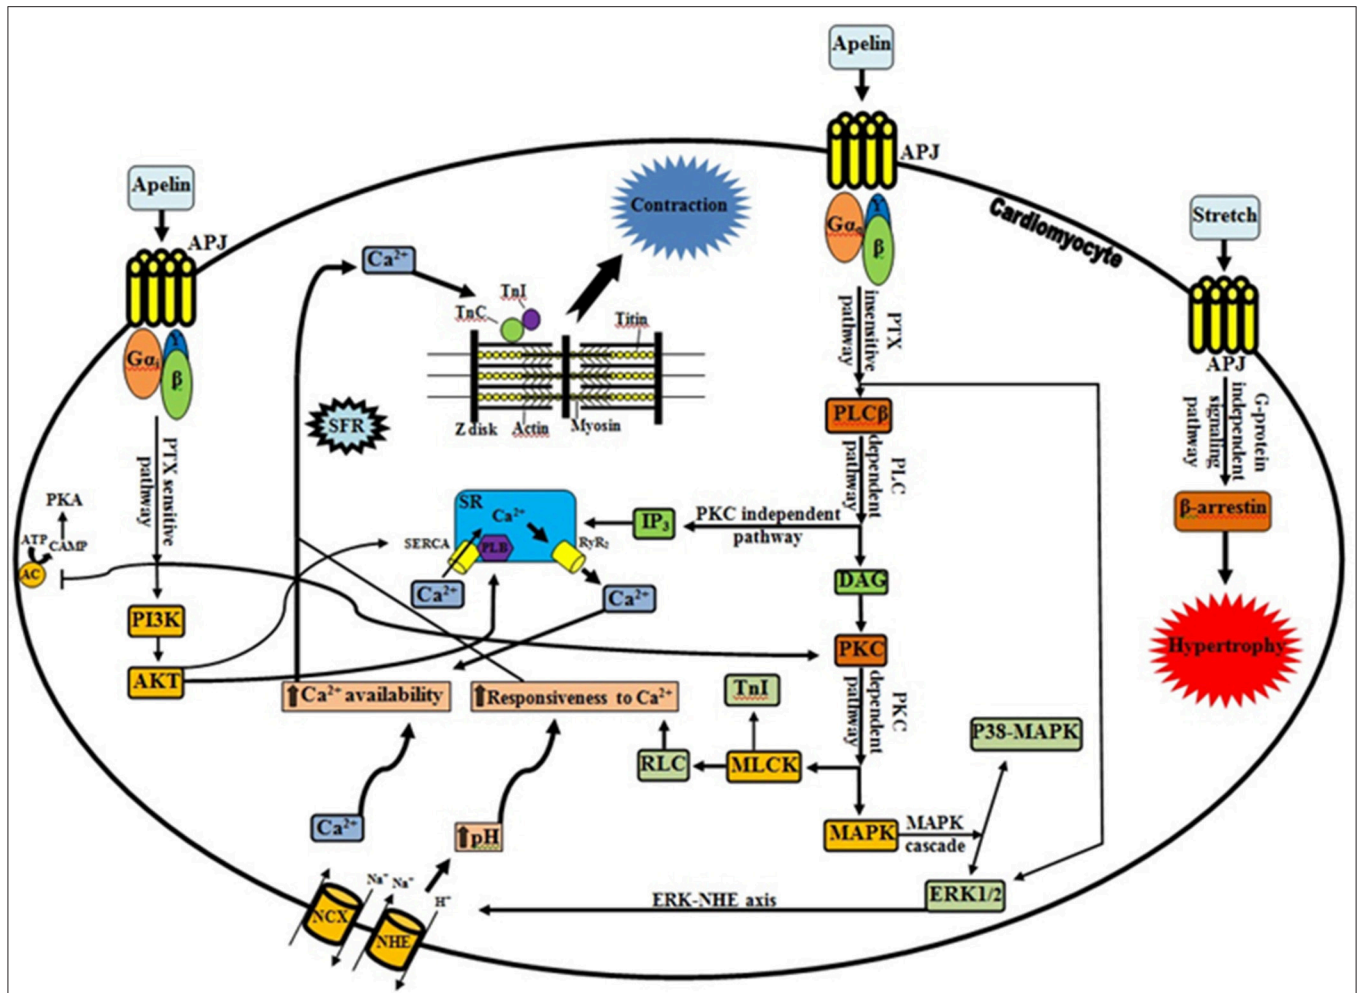 Apelin
APJ
Cardiomyocyte
Apelin
APJ
Stretch
APJ
Contraction
Ca²⁺
Gαq
γ
β
TnI
TnC
Titin
Gαi
γ
β
PTX
insensitive
pathway
Z disk
Actin
Myosin
SFR
PLCβ
G-protein
independent
signaling
pathway
PTX sensitive
pathway
PLC
dependent
pathway
PKA
ATP
CAMP
AC
SR
Ca²⁺
SERCA
PLB
RyR₂
IP₃
PKC independent
pathway
β-arrestin
Ca²⁺
Ca²⁺
DAG
PI3K
PKC
Hypertrophy
AKT
⬆Ca²⁺ availability
⬆Responsiveness to Ca²⁺
TnI
PKC
dependent
pathway
P38-MAPK
RLC
MLCK
Ca²⁺
⬆pH
MAPK
MAPK
cascade
Na⁺
Na⁺
H⁺
ERK-NHE axis
ERK1/2
NCX
NHE